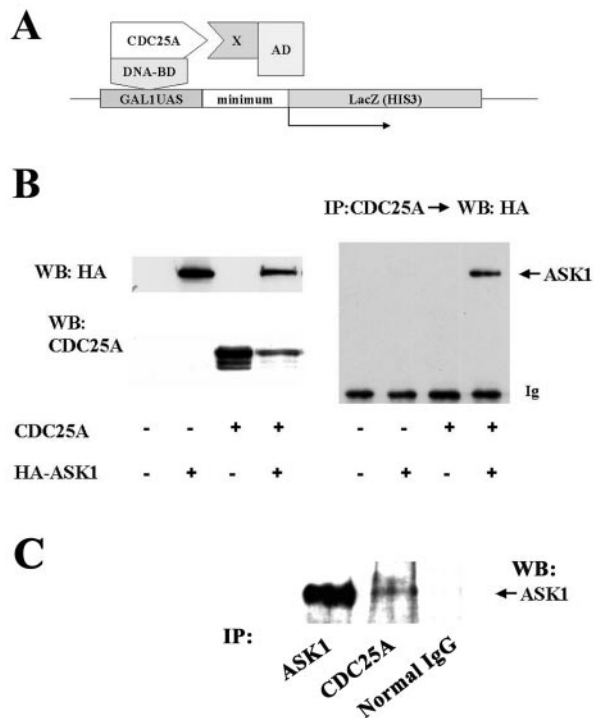 A
CDC25A
X
AD
DNA-BD
GAL1UAS
minimum
LacZ (HIS3)
B
IP:CDC25A → WB: HA
WB: HA
← ASK1
WB:
CDC25A
Ig
CDC25A - - + + - - + +
HA-ASK1 - + - + - + - +
C
WB:
← ASK1
IP:
ASK1
CDC25A
Normal IgG